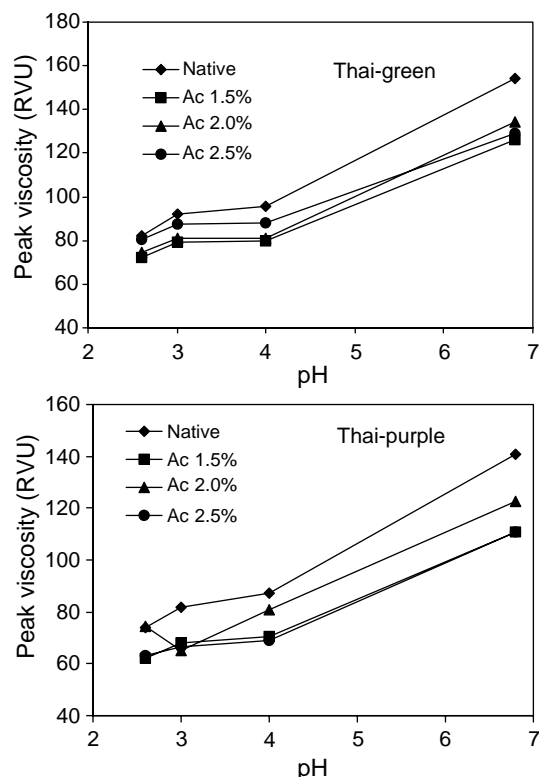 180
160
140
120
100
80
60
40
Peak viscosity (RVU)
Native
Ac 1.5%
Ac 2.0%
Ac 2.5%
Thai-green
2 3 4 5 6 7
pH
160
140
120
100
80
60
40
Peak viscosity (RVU)
Native
Ac 1.5%
Ac 2.0%
Ac 2.5%
Thai-purple
2 3 4 5 6 7
pH